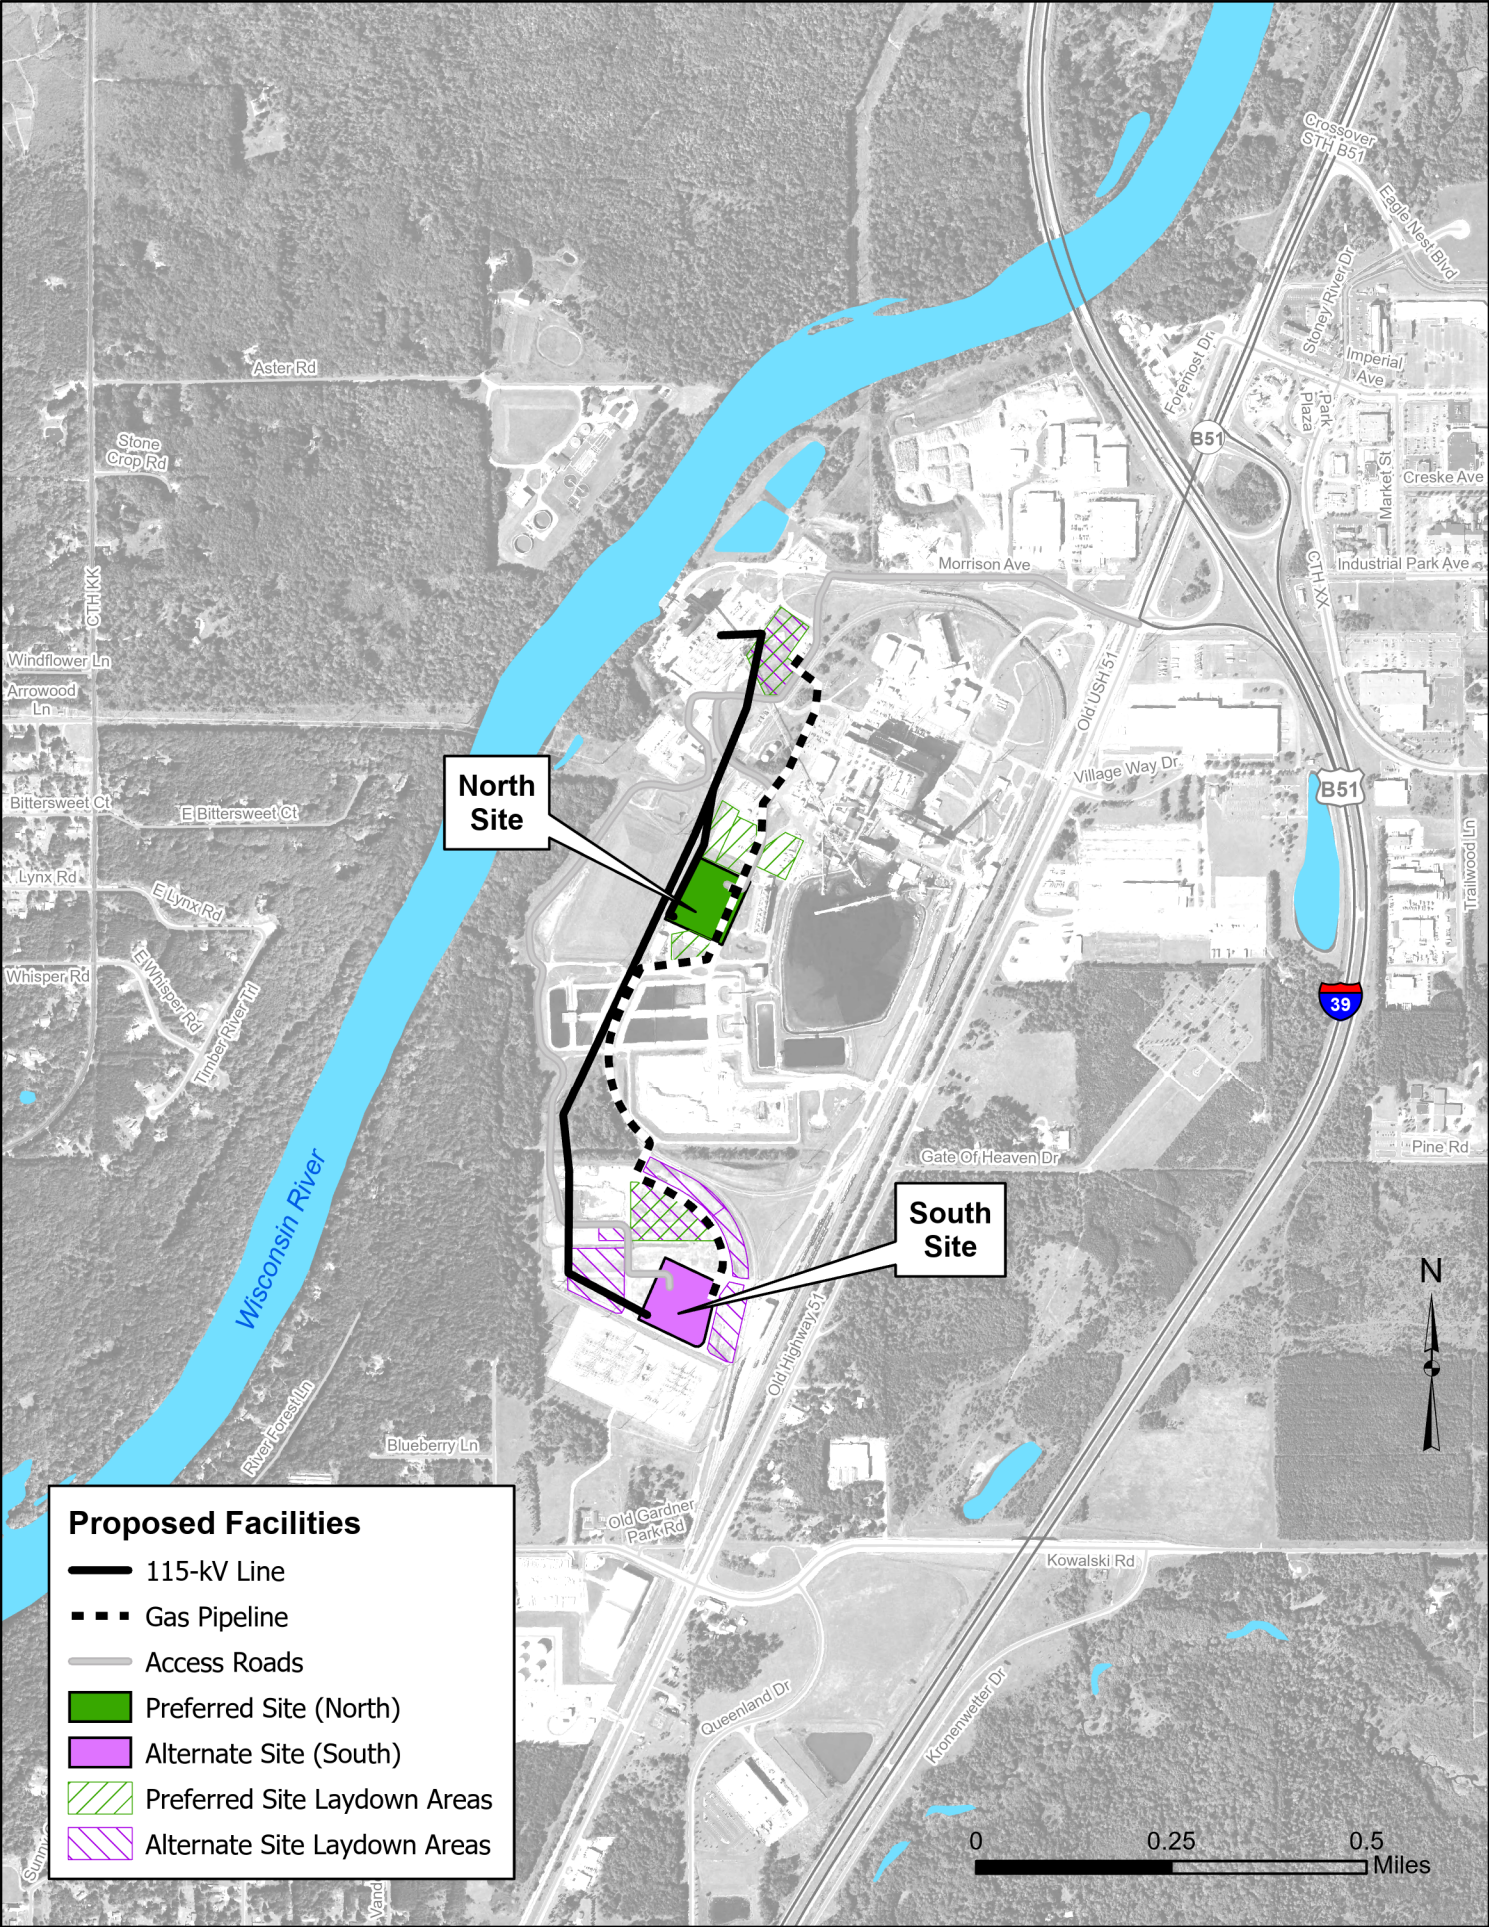 Crossover
STH B51
Eagle Nest Blvd
Stoney River Dr
Imperial
Ave
Foremost Dr
Park
Plaza
B51
Market St
Creske Ave
Aster Rd
Stone
Crop Rd
Morrison Ave
Industrial Park Ave
CTH XX
CTH KK
Windflower Ln
Arrowood
Ln
Old USH 51
Village Way Dr
B51
North
Site
Bittersweet Ct
E Bittersweet Ct
Trailwood Ln
Lynx Rd
E Lynx Rd
Whisper Rd
E Whisper Rd
Timber River Trl
39
Gate Of Heaven Dr
Pine Rd
Wisconsin River
South
Site
N
Old Highway 51
River Forest Ln
Blueberry Ln
Old Gardner
Park Rd
Kowalski Rd
Queenland Dr
Kronenwetter Dr
Proposed Facilities
115-kV Line
Gas Pipeline
Access Roads
Preferred Site (North)
Alternate Site (South)
Preferred Site Laydown Areas
Alternate Site Laydown Areas
Sunny
0 0.25 0.5
Miles